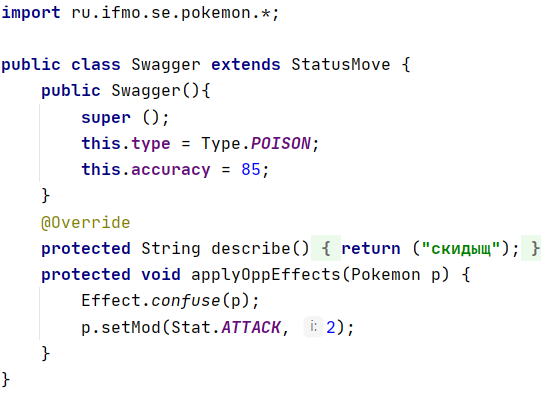 import ru.ifmo.se.pokemon.*;
public class Swagger extends StatusMove {
public Swagger(){
super ();
this.type = Type.POISON;
this.accuracy = 85;
}
@Override
protected String describe() { return ("скидыщ"); }
protected void applyOppEffects(Pokemon p) {
Effect.confuse(p);
p.setMod(Stat.ATTACK, i: 2);
}
}